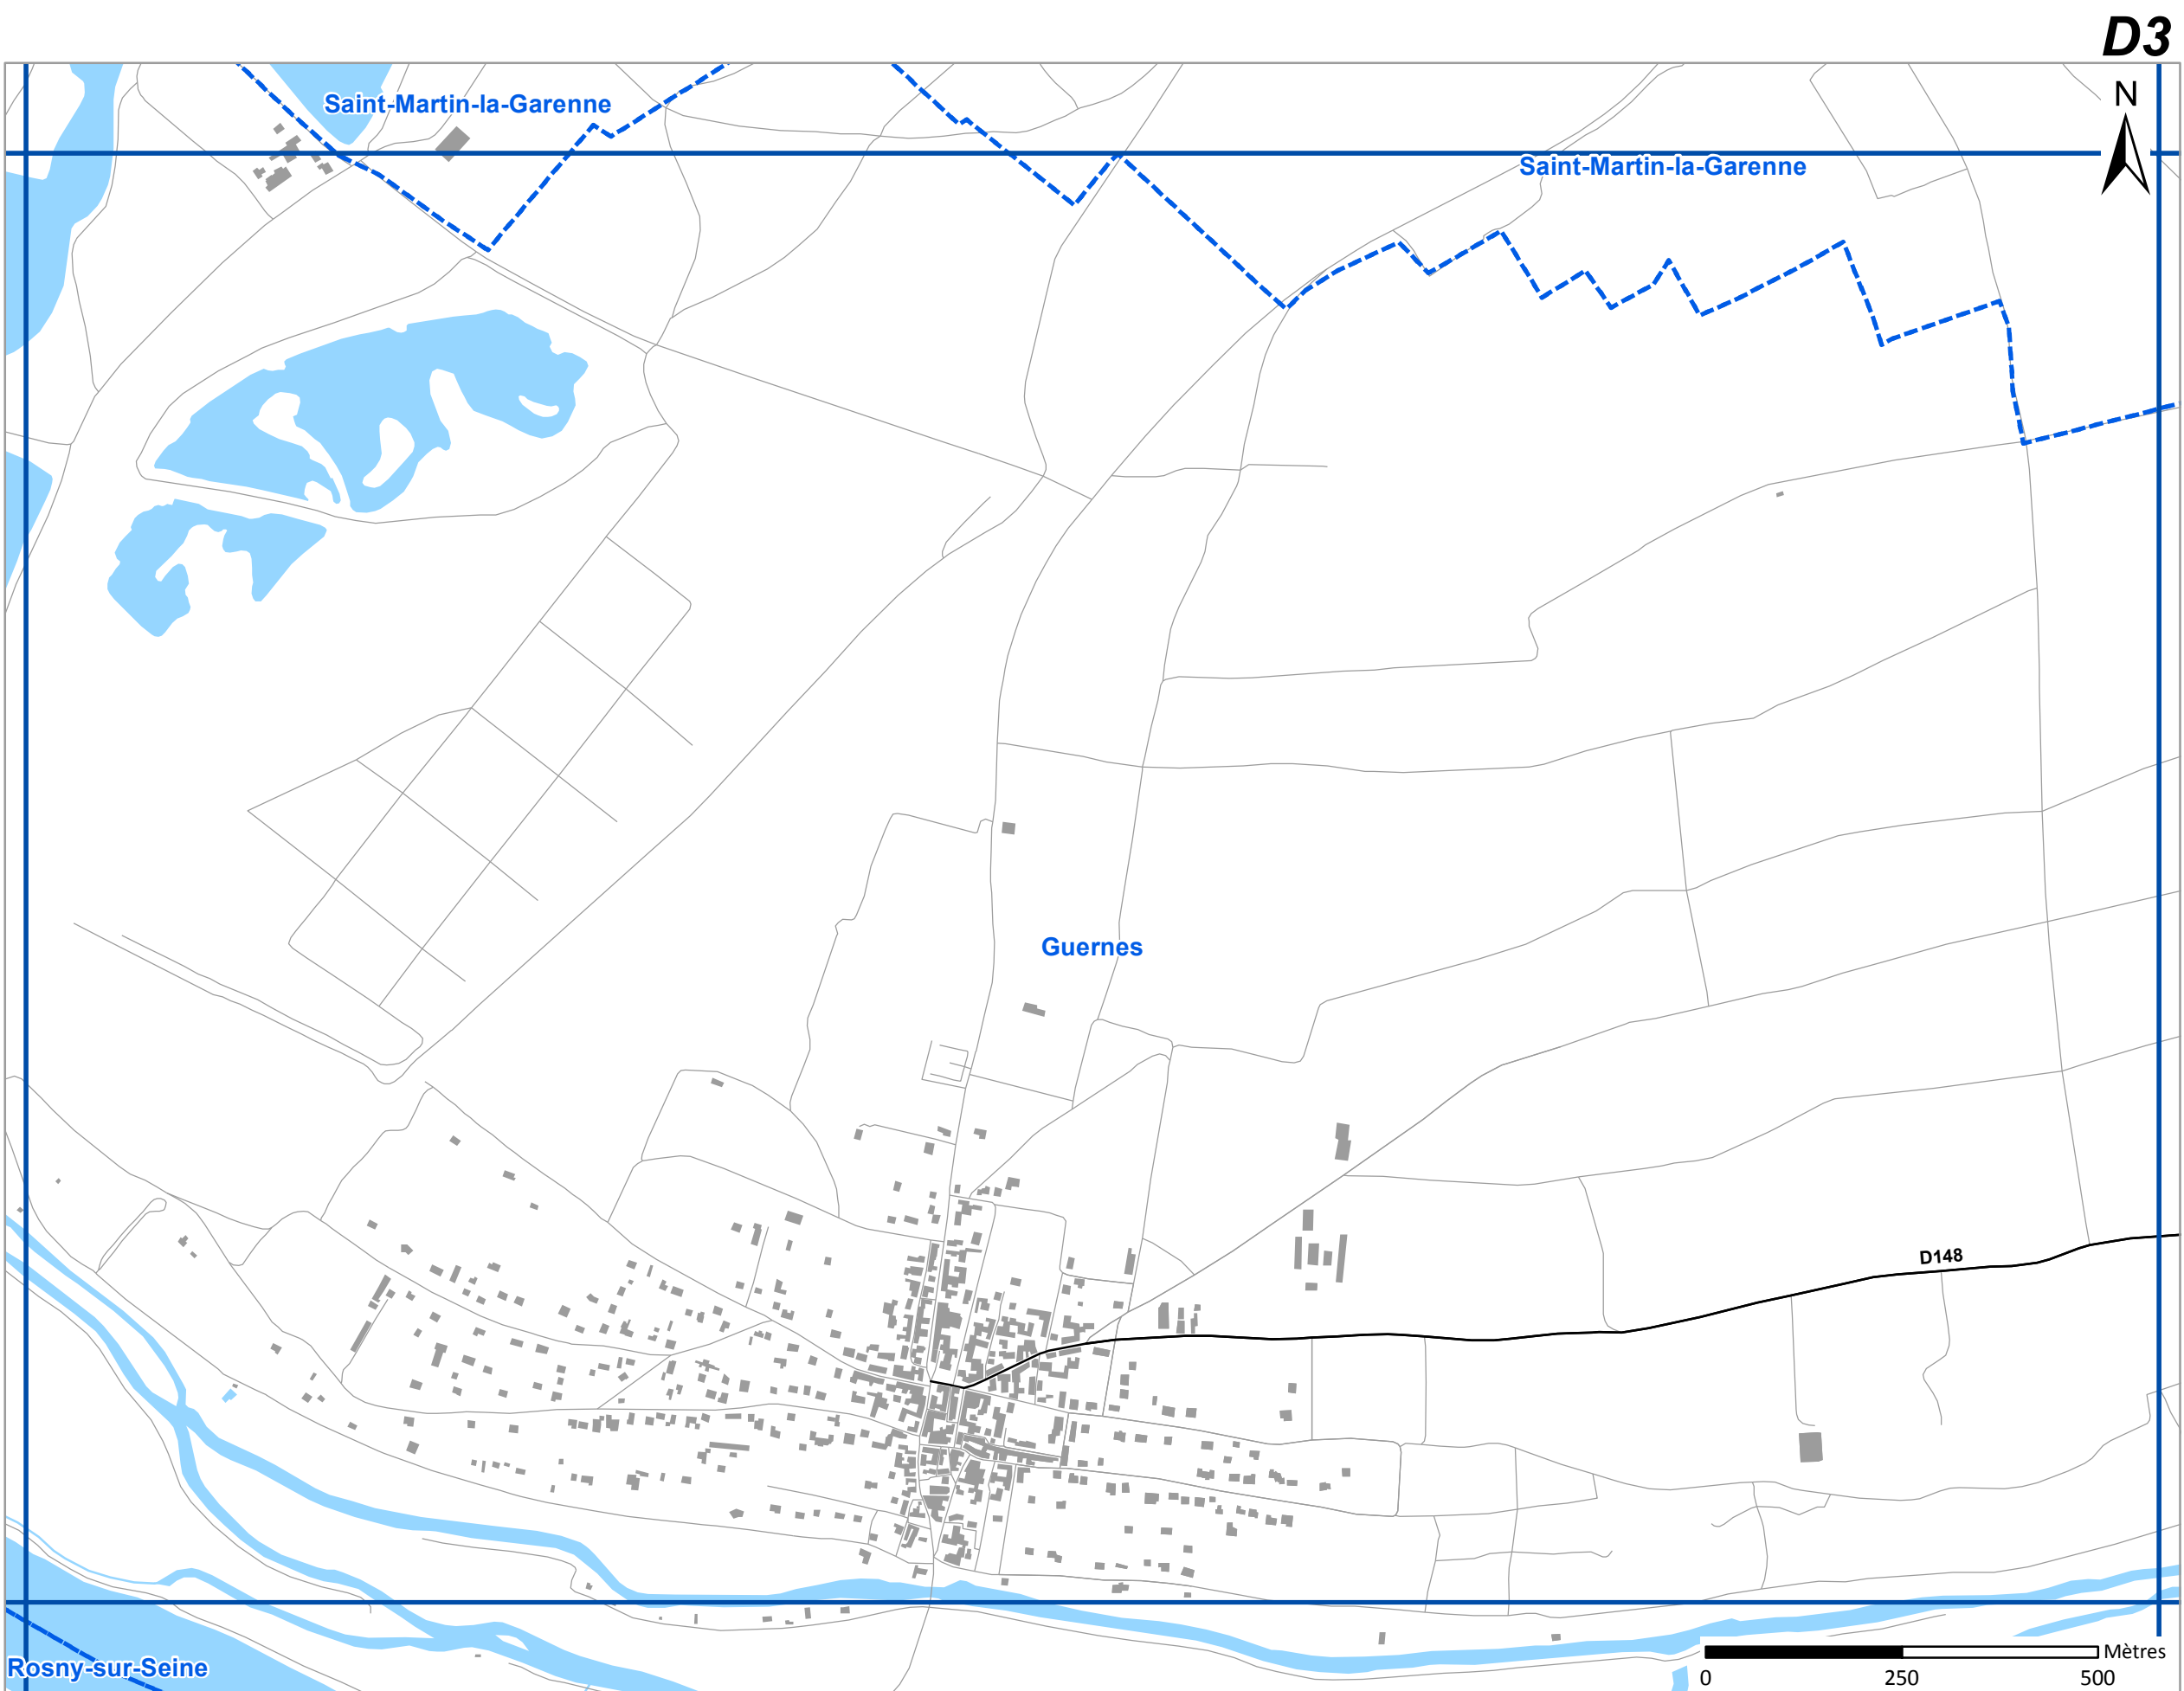 D3
N
Saint-Martin-la-Garenne
Saint-Martin-la-Garenne
Guernes
D148
Rosny-sur-Seine
Mètres
0 250 500